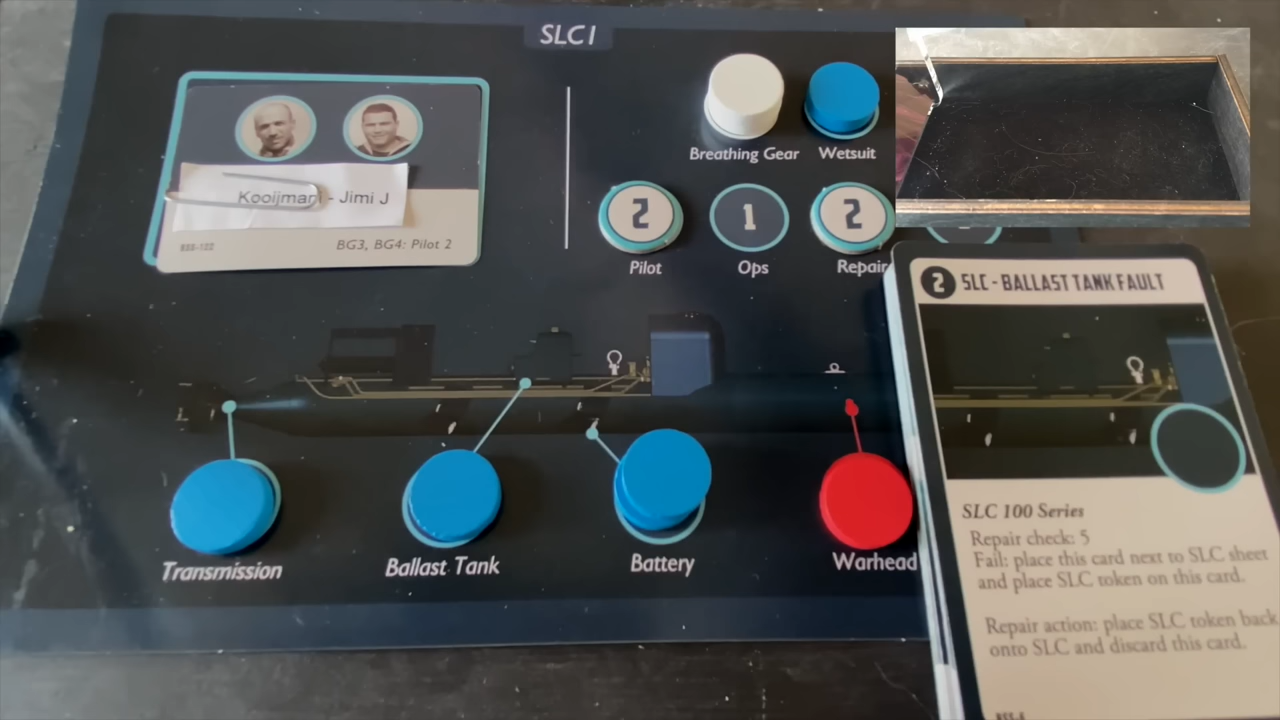 SLC1
Kooijman - Jimi J
BSS-122
BG3, BG4: Pilot 2
Breathing Gear
Wetsuit
2
1
2
Pilot
Ops
Repair
Transmission
Ballast Tank
Battery
Warhead
2 SLC - BALLAST TANK FAULT
SLC 100 Series
Repair check: 5
Fail: place this card next to SLC sheet
and place SLC token on this card.
Repair action: place SLC token back
onto SLC and discard this card.